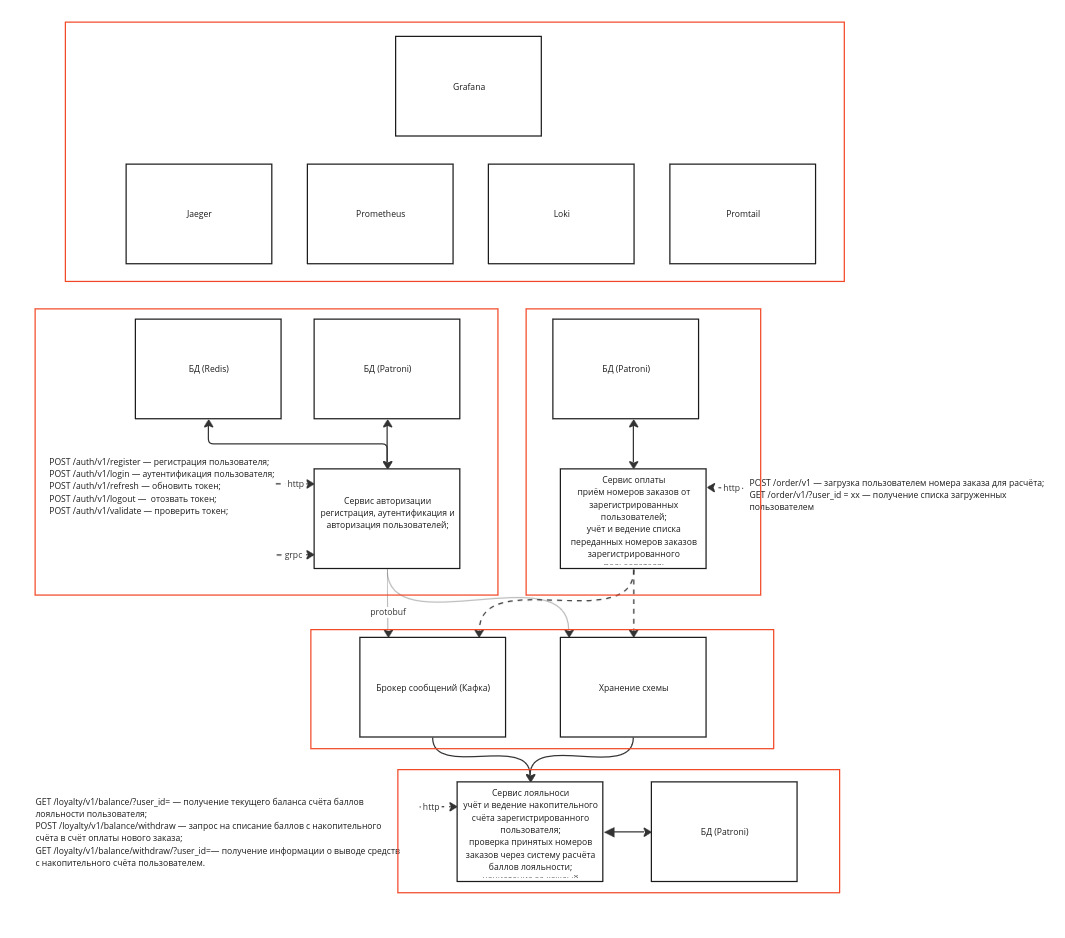 Grafana
Jaeger
Prometheus
Loki
Promtail
БД (Redis)
БД (Patroni)
БД (Patroni)
POST /auth/v1/register — регистрация пользователя;
POST /auth/v1/login — аутентификация пользователя;
POST /auth/v1/refresh — обновить токен;
POST /auth/v1/logout — отозвать токен;
POST /auth/v1/validate — проверить токен;
http
grpc
Сервис авторизации
регистрация, аутентификация и
авторизация пользователей;
Сервис оплаты
приём номеров заказов от
зарегистрированных
пользователей;
учёт и ведение списка
переданных номеров заказов
зарегистрированного
http
POST /order/v1 — загрузка пользователем номера заказа для расчёта;
GET /order/v1/?user_id = xx — получение списка загруженных
пользователем
protobuf
Брокер сообщений (Кафка)
Хранение схемы
GET /loyalty/v1/balance/?user_id= — получение текущего баланса счёта баллов
лояльности пользователя;
POST /loyalty/v1/balance/withdraw — запрос на списание баллов с накопительного
счёта в счёт оплаты нового заказа;
GET /loyalty/v1/balance/withdraw/?user_id=— получение информации о выводе средств
с накопительного счёта пользователем.
http
Сервис лояльноси
учёт и ведение накопительного
счёта зарегистрированного
пользователя;
проверка принятых номеров
заказов через систему расчёта
баллов лояльности;
БД (Patroni)